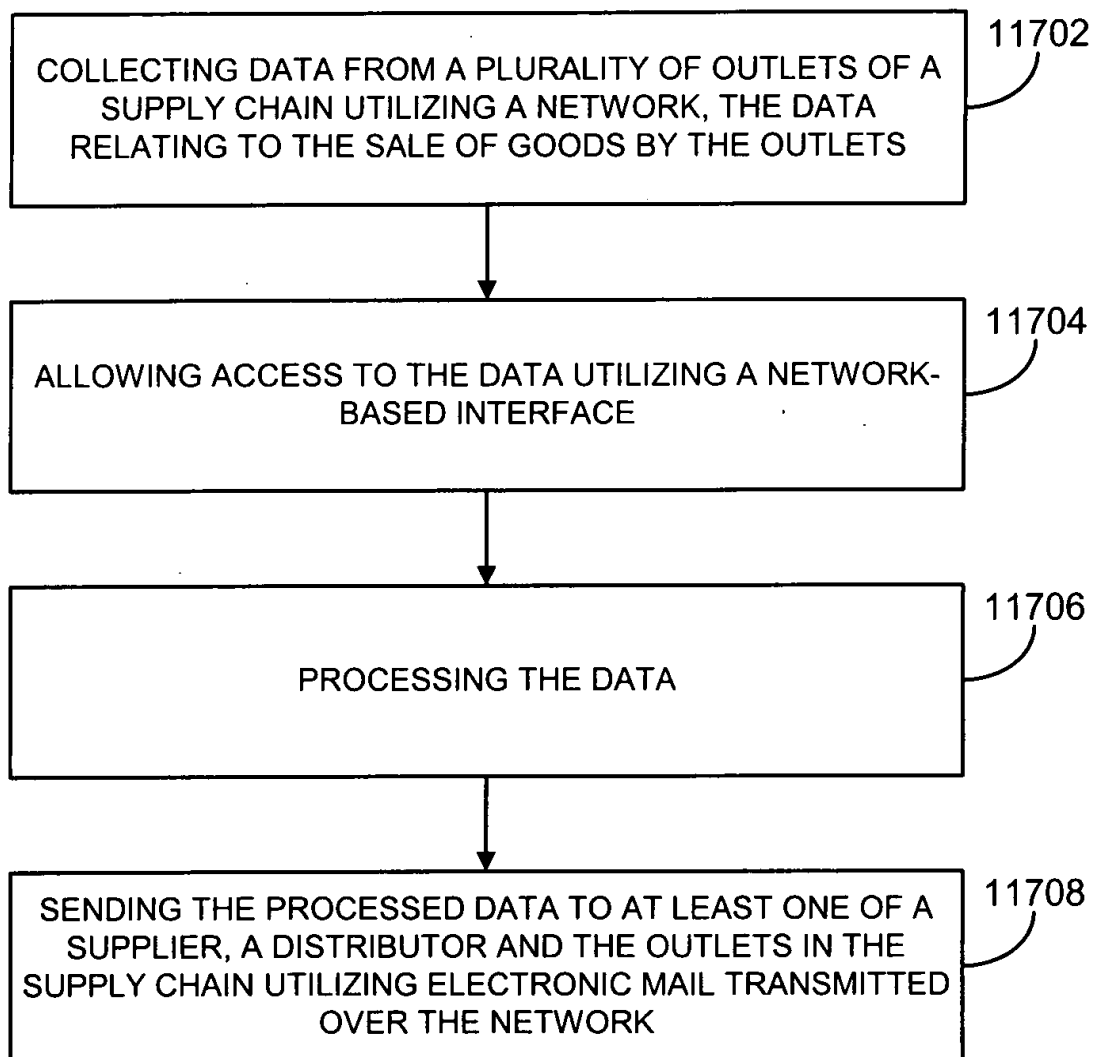 11702
COLLECTING DATA FROM A PLURALITY OF OUTLETS OF A
SUPPLY CHAIN UTILIZING A NETWORK, THE DATA
RELATING TO THE SALE OF GOODS BY THE OUTLETS
11704
ALLOWING ACCESS TO THE DATA UTILIZING A NETWORK-
BASED INTERFACE
11706
PROCESSING THE DATA
11708
SENDING THE PROCESSED DATA TO AT LEAST ONE OF A
SUPPLIER, A DISTRIBUTOR AND THE OUTLETS IN THE
SUPPLY CHAIN UTILIZING ELECTRONIC MAIL TRANSMITTED
OVER THE NETWORK